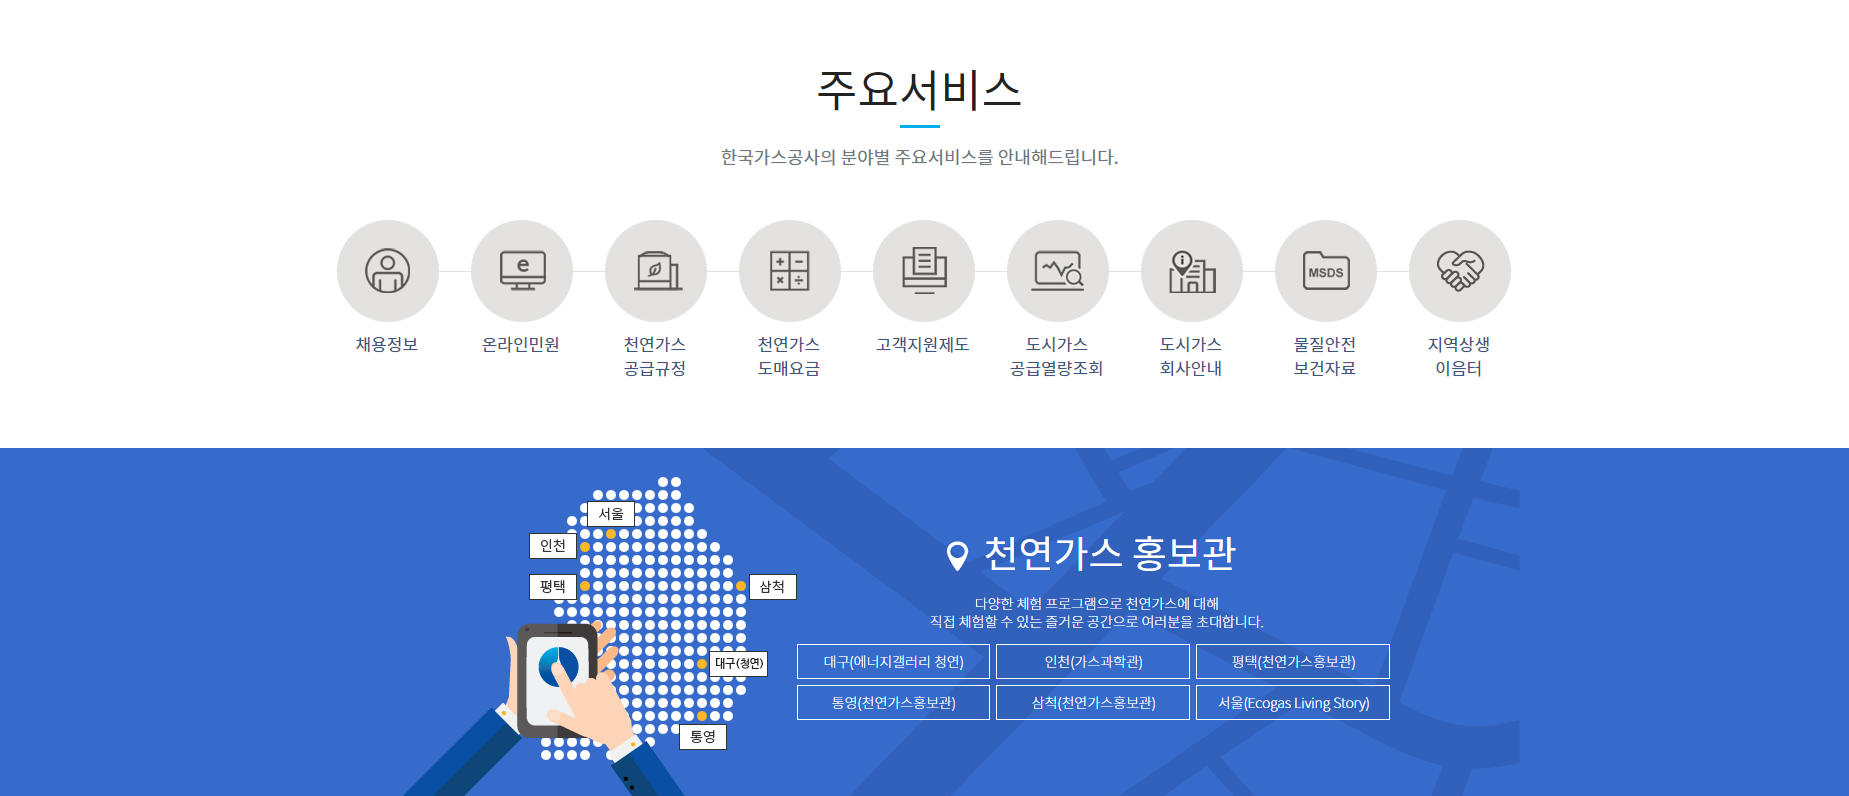 주요서비스
한국가스공사의 분야별 주요서비스를 안내해드립니다.
e
MSDS
채용정보
온라인민원
천연가스
공급규정
천연가스
도매요금
고객지원제도
도시가스
공급열량조회
도시가스
회사안내
물질안전
보건자료
지역상생
이음터
서울
인천
평택
삼척
대구(청연)
통영
천연가스 홍보관
다양한 체험 프로그램으로 천연가스에 대해
직접 체험할 수 있는 즐거운 공간으로 여러분을 초대합니다.
대구(에너지갤러리 청연)
인천(가스과학관)
평택(천연가스홍보관)
통영(천연가스홍보관)
삼척(천연가스홍보관)
서울(Ecogas Living Story)